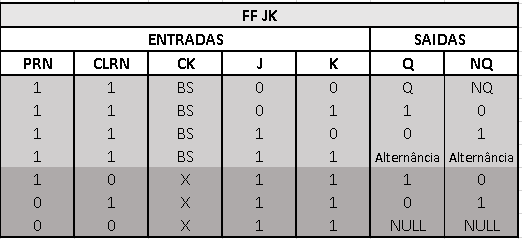 FF JK
ENTRADAS SAIDAS
PRN CLRN CK J K Q NQ
1 1 BS 0 0 Q NQ
1 1 BS 0 1 1 0
1 1 BS 1 0 0 1
1 1 BS 1 1 Alternância Alternância
1 0 X 1 1 1 0
0 1 X 1 1 0 1
0 0 X 1 1 NULL NULL